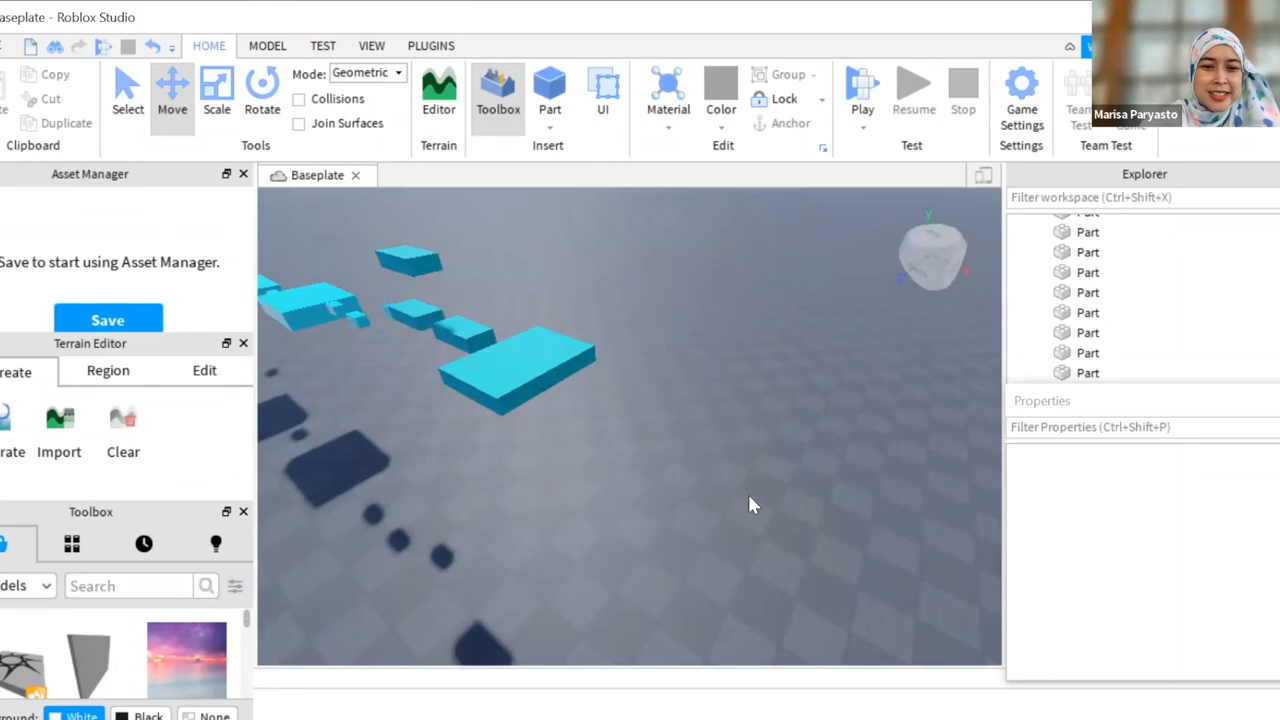 aseplate - Roblox Studio
HOME MODEL TEST VIEW PLUGINS
Copy
Cut
Duplicate
Clipboard
Select
Move
Scale
Rotate
Mode: Geometric
Collisions
Join Surfaces
Tools
Editor
Terrain
Toolbox
Part
UI
Insert
Material
Color
Group
Lock
Anchor
Edit
Play
Resume
Stop
Test
Game
Settings
Settings
Team
Test
Team Test
Marisa Paryasto
Asset Manager
Save to start using Asset Manager.
Save
Terrain Editor
reate Region Edit
rate Import Clear
Toolbox
dels Search
round: White Black None
Baseplate
Y
Explorer
Filter workspace (Ctrl+Shift+X)
Part
Part
Part
Part
Part
Part
Part
Part
Part
Properties
Filter Properties (Ctrl+Shift+P)